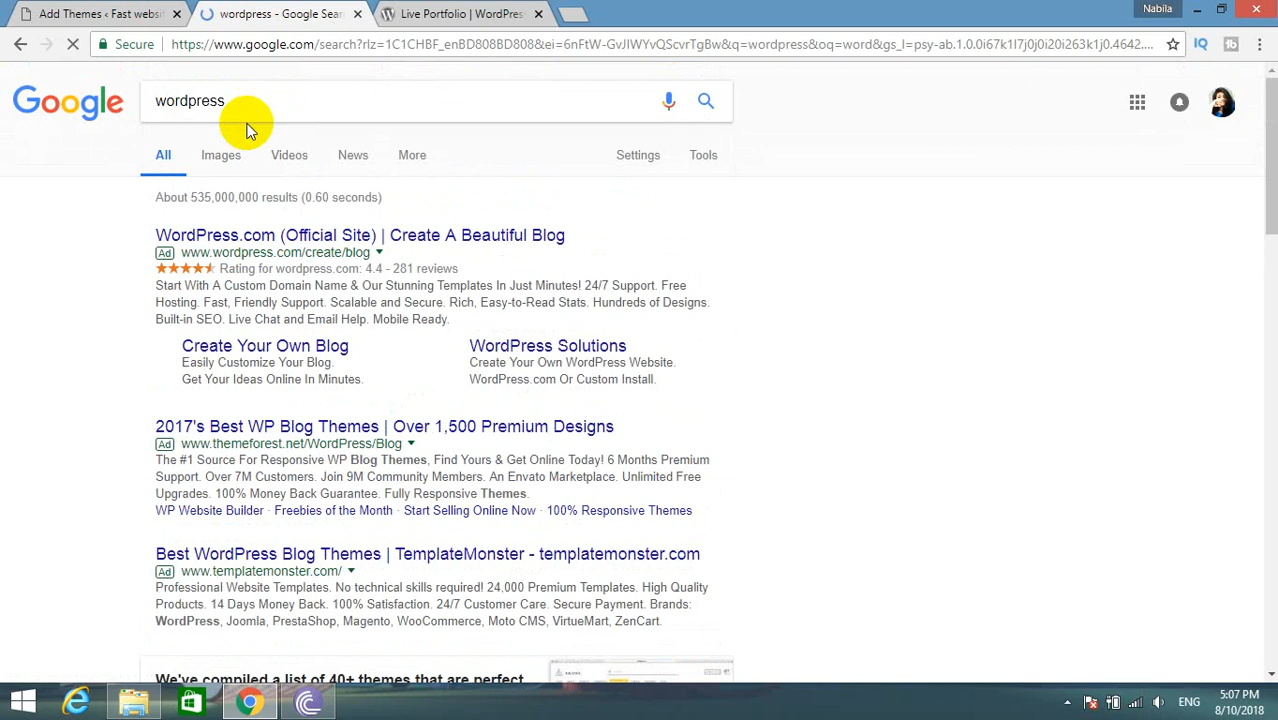 Add Themes ‹ Fast websit
wordpress - Google Sear
Live Portfolio | WordPres
Nabila
Secure
https://www.google.com/search?rlz=1C1CHBF_enBD808BD808&ei=6nFtW-GvJIWYvQScvrTgBw&q=wordpress&oq=word&gs_l=psy-ab.1.0.0i67k1l7j0j0i20i263k1j0.4642...
Google
wordpress
All Images Videos News More Settings Tools
About 535,000,000 results (0.60 seconds)
WordPress.com (Official Site) | Create A Beautiful Blog
Ad www.wordpress.com/create/blog
Rating for wordpress.com: 4.4 - 281 reviews
Start With A Custom Domain Name & Our Stunning Templates In Just Minutes! 24/7 Support. Free
Hosting. Fast, Friendly Support. Scalable and Secure. Rich, Easy-to-Read Stats. Hundreds of Designs.
Built-in SEO. Live Chat and Email Help. Mobile Ready.
Create Your Own Blog
Easily Customize Your Blog.
Get Your Ideas Online In Minutes.
WordPress Solutions
Create Your Own WordPress Website.
WordPress.com Or Custom Install.
2017's Best WP Blog Themes | Over 1,500 Premium Designs
Ad www.themeforest.net/WordPress/Blog
The #1 Source For Responsive WP Blog Themes, Find Yours & Get Online Today! 6 Months Premium
Support. Over 7M Customers. Join 9M Community Members. An Envato Marketplace. Unlimited Free
Upgrades. 100% Money Back Guarantee. Fully Responsive Themes.
WP Website Builder · Freebies of the Month · Start Selling Online Now · 100% Responsive Themes
Best WordPress Blog Themes | TemplateMonster - templatemonster.com
Ad www.templatemonster.com/
Professional Website Templates. No technical skills required! 24,000 Premium Templates. High Quality
Products. 14 Days Money Back. 100% Satisfaction. 24/7 Customer Care. Secure Payment. Brands:
WordPress, Joomla, PrestaShop, Magento, WooCommerce, Moto CMS, VirtueMart, ZenCart.
We've compiled a list of 40+ themes that are perfect
ENG
5:07 PM
8/10/2018